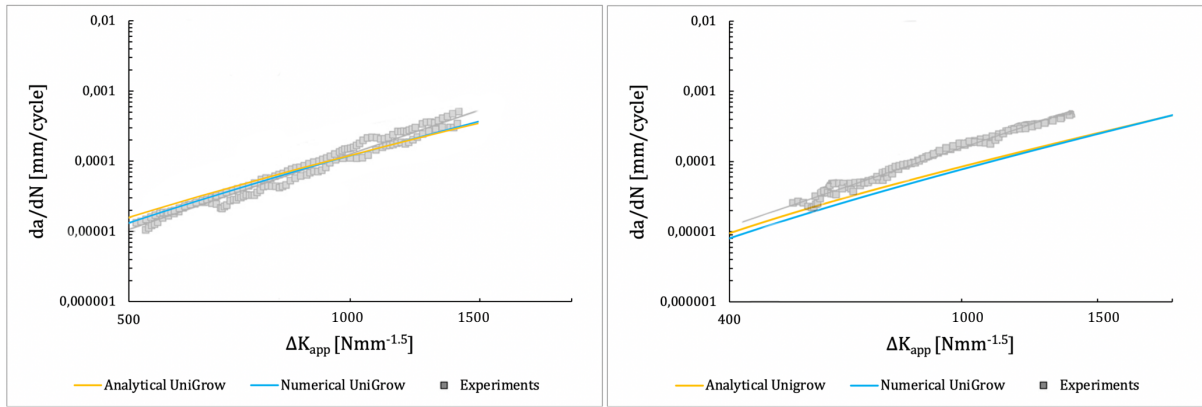 0,01
0,001
0,0001
0,00001
0,000001
da/dN [mm/cycle]
500
1000
1500
ΔKapp [Nmm-1.5]
Analytical UniGrow
Numerical UniGrow
Experiments
0,01
0,001
0,0001
0,00001
0,000001
da/dN [mm/cycle]
400
1000
1500
ΔKapp [Nmm-1.5]
Analytical Unigrow
Numerical UniGrow
Experiments